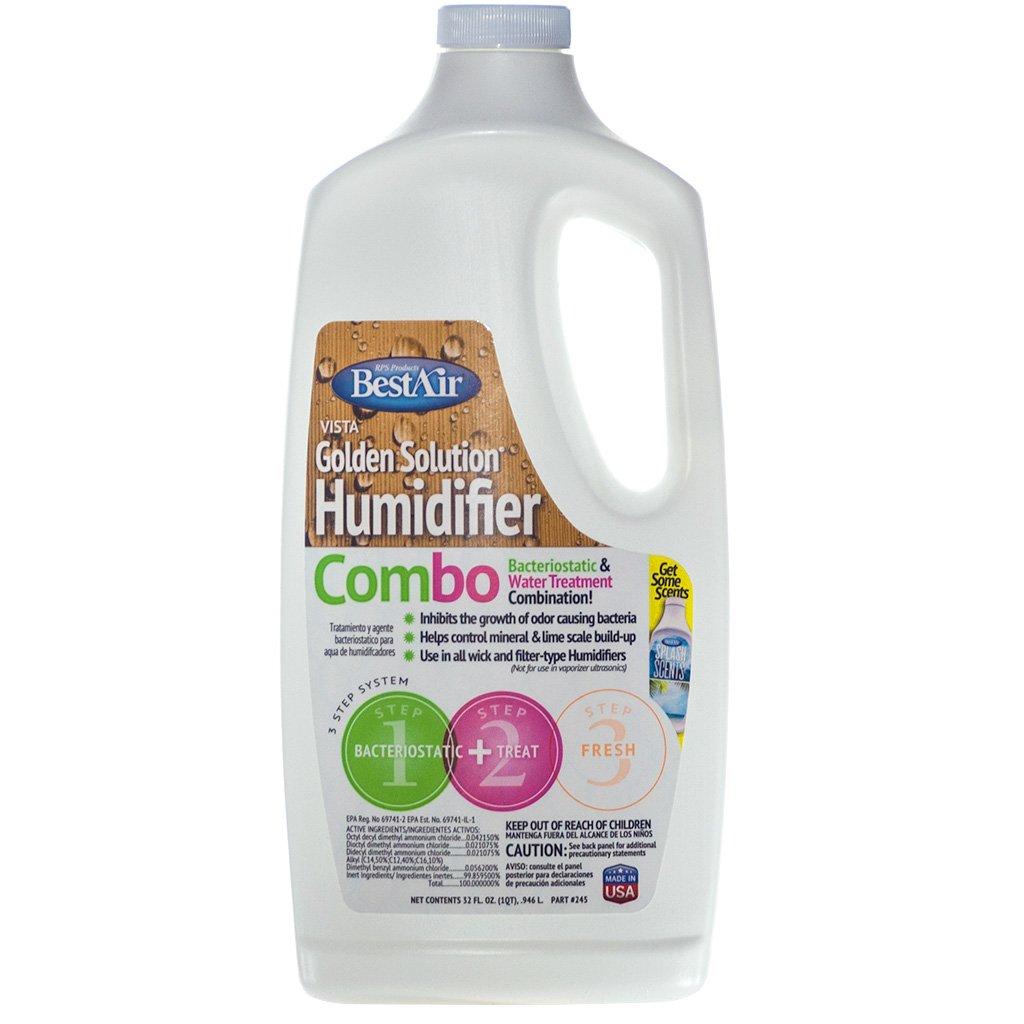 RPS Products
BestAir
VISTA
Golden Solution
Humidifier
Combo
Bacteriostatic &
Water Treatment
Combination!
Tratamiento y agente
bacteriostatico para
agua de humidifcadores
Inhibits the growth of odor causing bacteria
Helps control mineral & lime scale build-up
Use in all wick and filter-type Humidifiers
(Not for use in vaporizer ultrasonics)
Get
Some
Scents
BESTAIR
SPLASH
SCENTS
3 STEP SYSTEM
STEP
1
BACTERIOSTATIC
+
STEP
2
TREAT
STEP
3
FRESH
EPA Reg. No 69741-2 EPA Est. No. 69741-IL-1
ACTIVE INGREDIENTS/INGREDIENTES ACTIVOS:
Octyl decyl dimethyl ammonium chloride....0.042150%
Dioctyl dimethyl ammonium chloride..........0.021075%
Didecyl dimethyl ammonium chloride.........0.021075%
Alkyl (C14,50%;C12,40%;C16,10%)
Dimethyl benzyl ammonium chloride........0.056200%
Inert Ingredients/ Ingredientes inertes......99.859500%
Total..........100.000000%
KEEP OUT OF REACH OF CHILDREN
MANTENGA FUERA DEL ALCANCE DE LOS NIÑOS
CAUTION: See back panel for additional
precautionary statements
AVISO: consulte el panel
posterior para declaraciones
de precaución adicionales
MADE IN
USA
NET CONTENTS 32 FL. OZ. (1QT), .946 L. PART #245